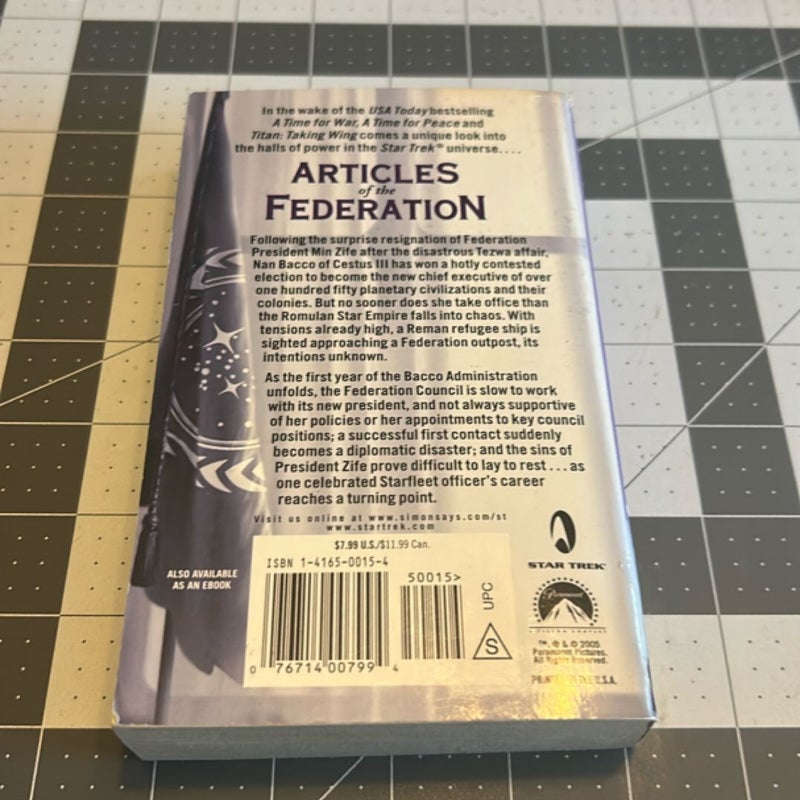 In the wake of the USA Today bestselling
A Time for War, A Time for Peace and
Titan: Taking Wing comes a unique look into
the halls of power in the Star Trek® universe....
ARTICLES
of the
FEDERATION
Following the surprise resignation of Federation
President Min Zife after the disastrous Tezwa affair,
Nan Bacco of Cestus III has won a hotly contested
election to become the new chief executive of over
one hundred fifty planetary civilizations and their
colonies. But no sooner does she take office than
the Romulan Star Empire falls into chaos. With
tensions already high, a Reman refugee ship is
sighted approaching a Federation outpost, its
intentions unknown.
As the first year of the Bacco Administration
unfolds, the Federation Council is slow to work
with its new president, and not always supportive
of her policies or her appointments to key council
positions; a successful first contact suddenly
becomes a diplomatic disaster; and the sins of
President Zife prove difficult to lay to rest... as
one celebrated Starfleet officer's career
reaches a turning point.
Visit us online at www.simonsays.com/st
www.startrek.com
$7.99 U.S./$11.99 Can.
ISBN 1-4165-0015-4
50015>
UPC
S
0 76714 00799 4
ALSO AVAILABLE
AS AN EBOOK
STAR TREK®
Paramount
™, ® & © 2005
Paramount Pictures.
All Rights Reserved.
PRINTED IN THE U.S.A.